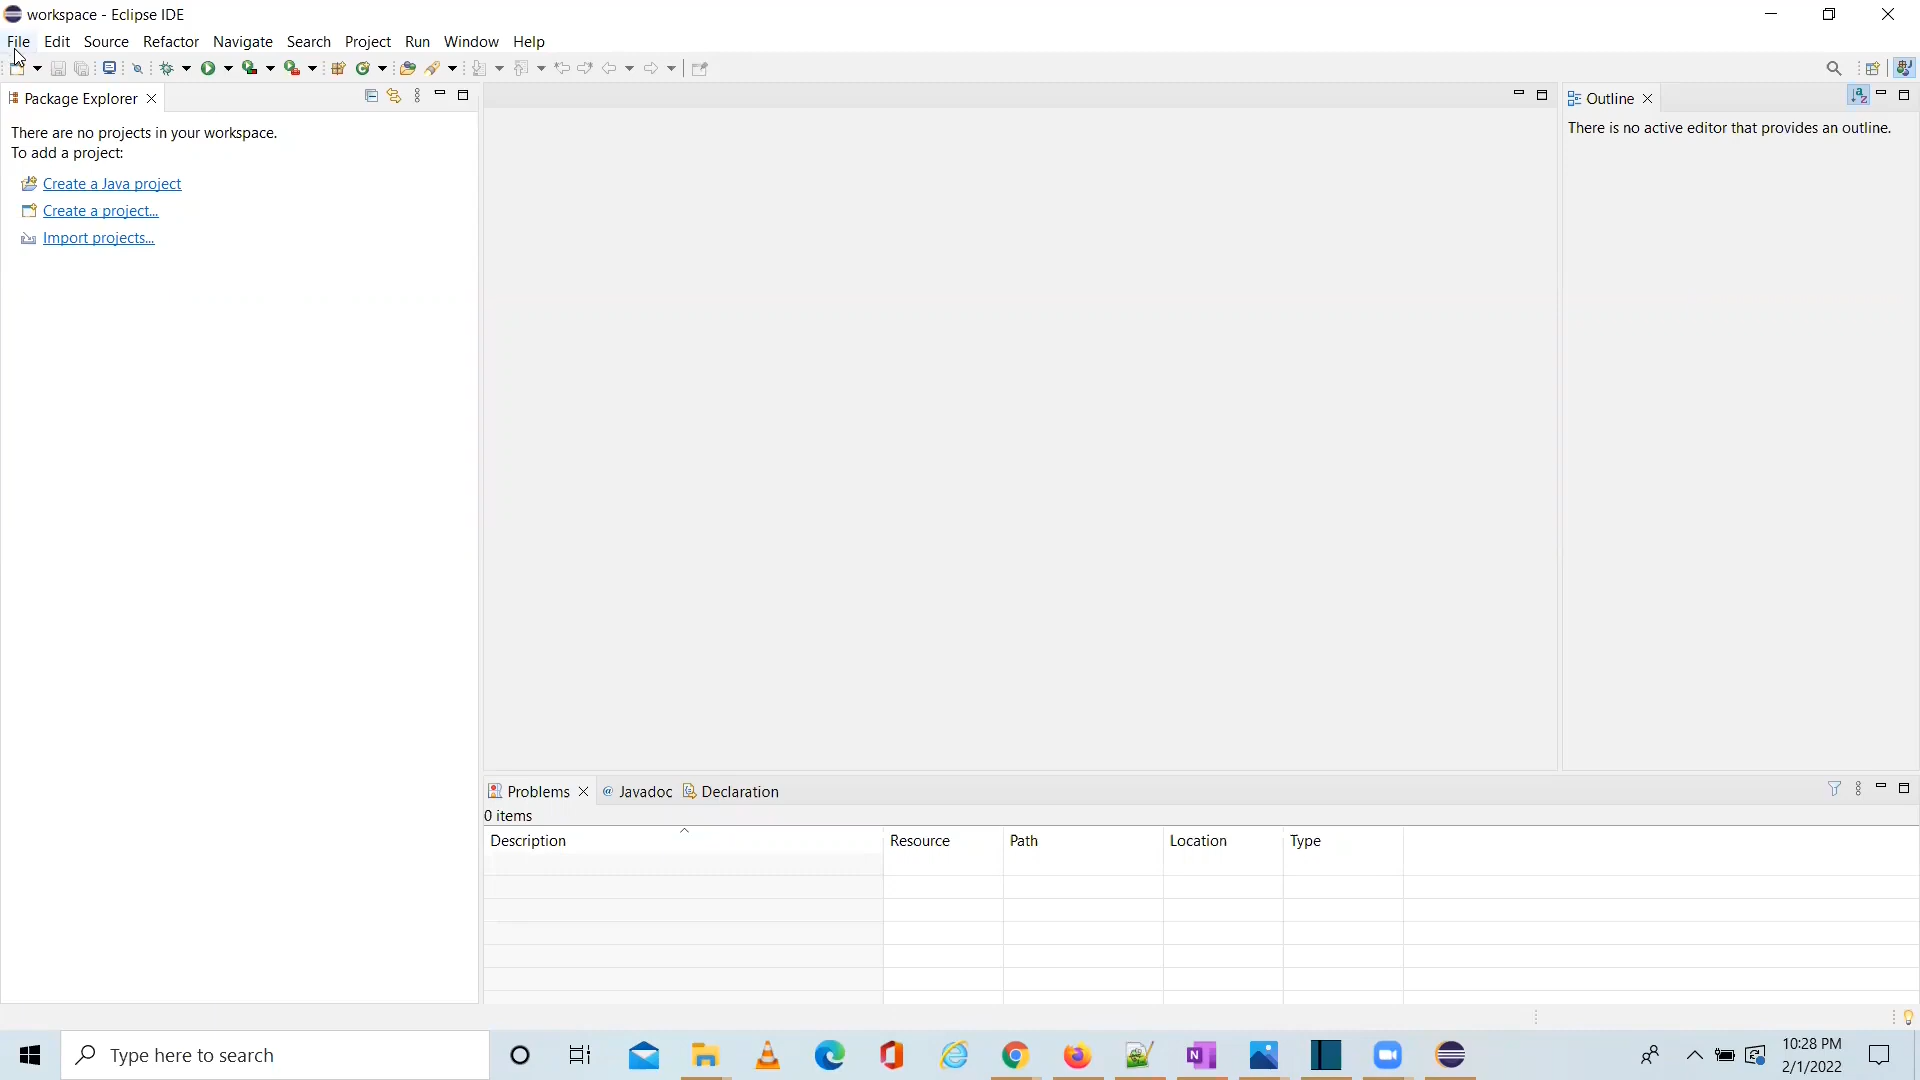 workspace - Eclipse IDE
File Edit Source Refactor Navigate Search Project Run Window Help
Package Explorer
There are no projects in your workspace.
To add a project:
Create a Java project
Create a project...
Import projects...
Outline
There is no active editor that provides an outline.
Problems Javadoc Declaration
0 items
Description Resource Path Location Type
Type here to search
10:28 PM
2/1/2022